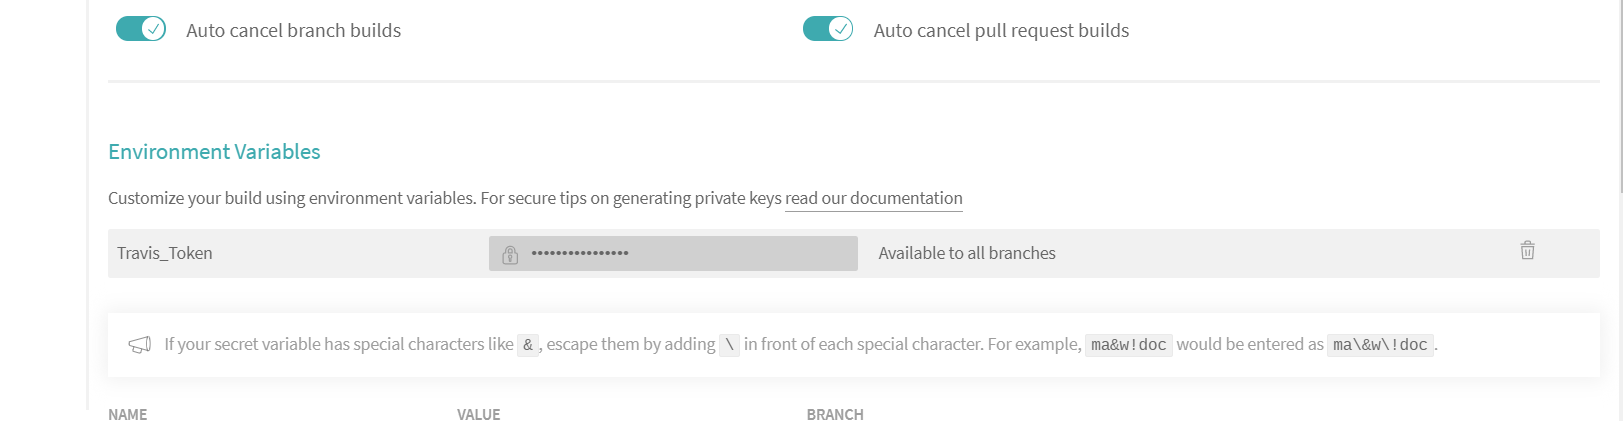 Auto cancel branch builds
Auto cancel pull request builds
Environment Variables
Customize your build using environment variables. For secure tips on generating private keys read our documentation
Travis_Token •••••••••••••••• Available to all branches
If your secret variable has special characters like &, escape them by adding \ in front of each special character. For example, ma&w!doc would be entered as ma\&w\!doc.
NAME VALUE BRANCH